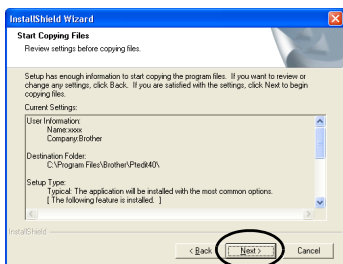 InstallShield Wizard
Start Copying Files
Review settings before copying files.
Setup has enough information to start copying the program files. If you want to review or
change any settings, click Back. If you are satisfied with the settings, click Next to begin
copying files.
Current Settings:
User Information:
Name:xxxx
Company:Brother
Destination Folder:
C:\Program Files\Brother\Ptedit40\
Setup Type:
Typical: The application will be installed with the most common options.
[ The following feature is installed. ]
InstallShield
< Back Next > Cancel